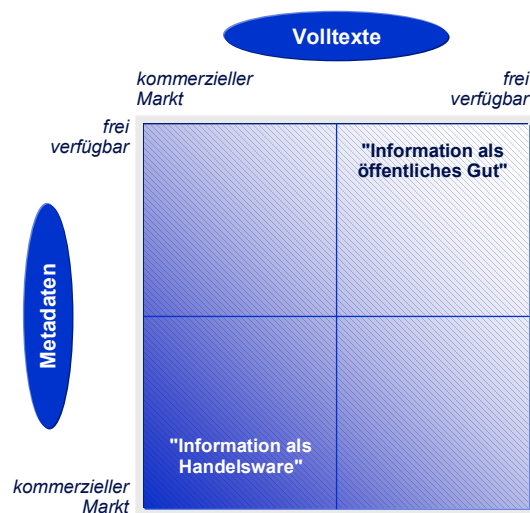 Volltexte
kommerzieller
Markt
frei
verfügbar
frei
verfügbar
"Information als
öffentliches Gut"
Metadaten
"Information als
Handelsware"
kommerzieller
Markt